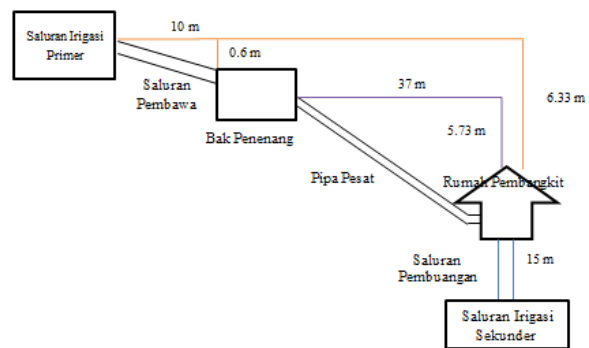 10 m
Saluran Irigasi
Primer
0.6 m
Saluran
Pembawa
37 m
6.33 m
Bak Penenang
5.73 m
Pipa Pesat
Rumah Pembangkit
Saluran
Pembuangan
15 m
Saluran Irigasi
Sekunder